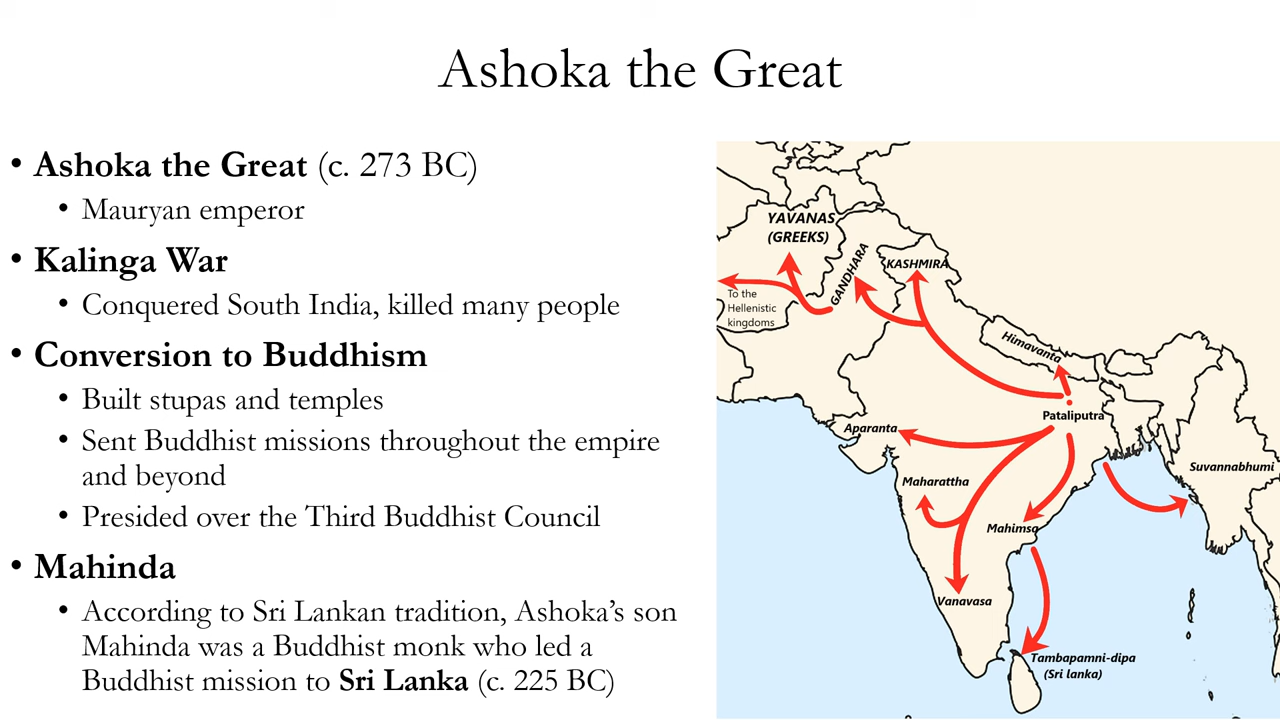 Ashoka the Great
• Ashoka the Great (c. 273 BC)
• Mauryan emperor
• Kalinga War
• Conquered South India, killed many people
• Conversion to Buddhism
• Built stupas and temples
• Sent Buddhist missions throughout the empire
and beyond
• Presided over the Third Buddhist Council
• Mahinda
• According to Sri Lankan tradition, Ashoka's son
Mahinda was a Buddhist monk who led a
Buddhist mission to Sri Lanka (c. 225 BC)
YAVANAS
(GREEKS)
GANDHARA
KASHMIRA
To the
Hellenistic
kingdoms
Himavanta
Pataliputra
Aparanta
Suvannabhumi
Maharattha
Mahimsa
Vanavasa
Tambapamni-dipa
(Sri lanka)